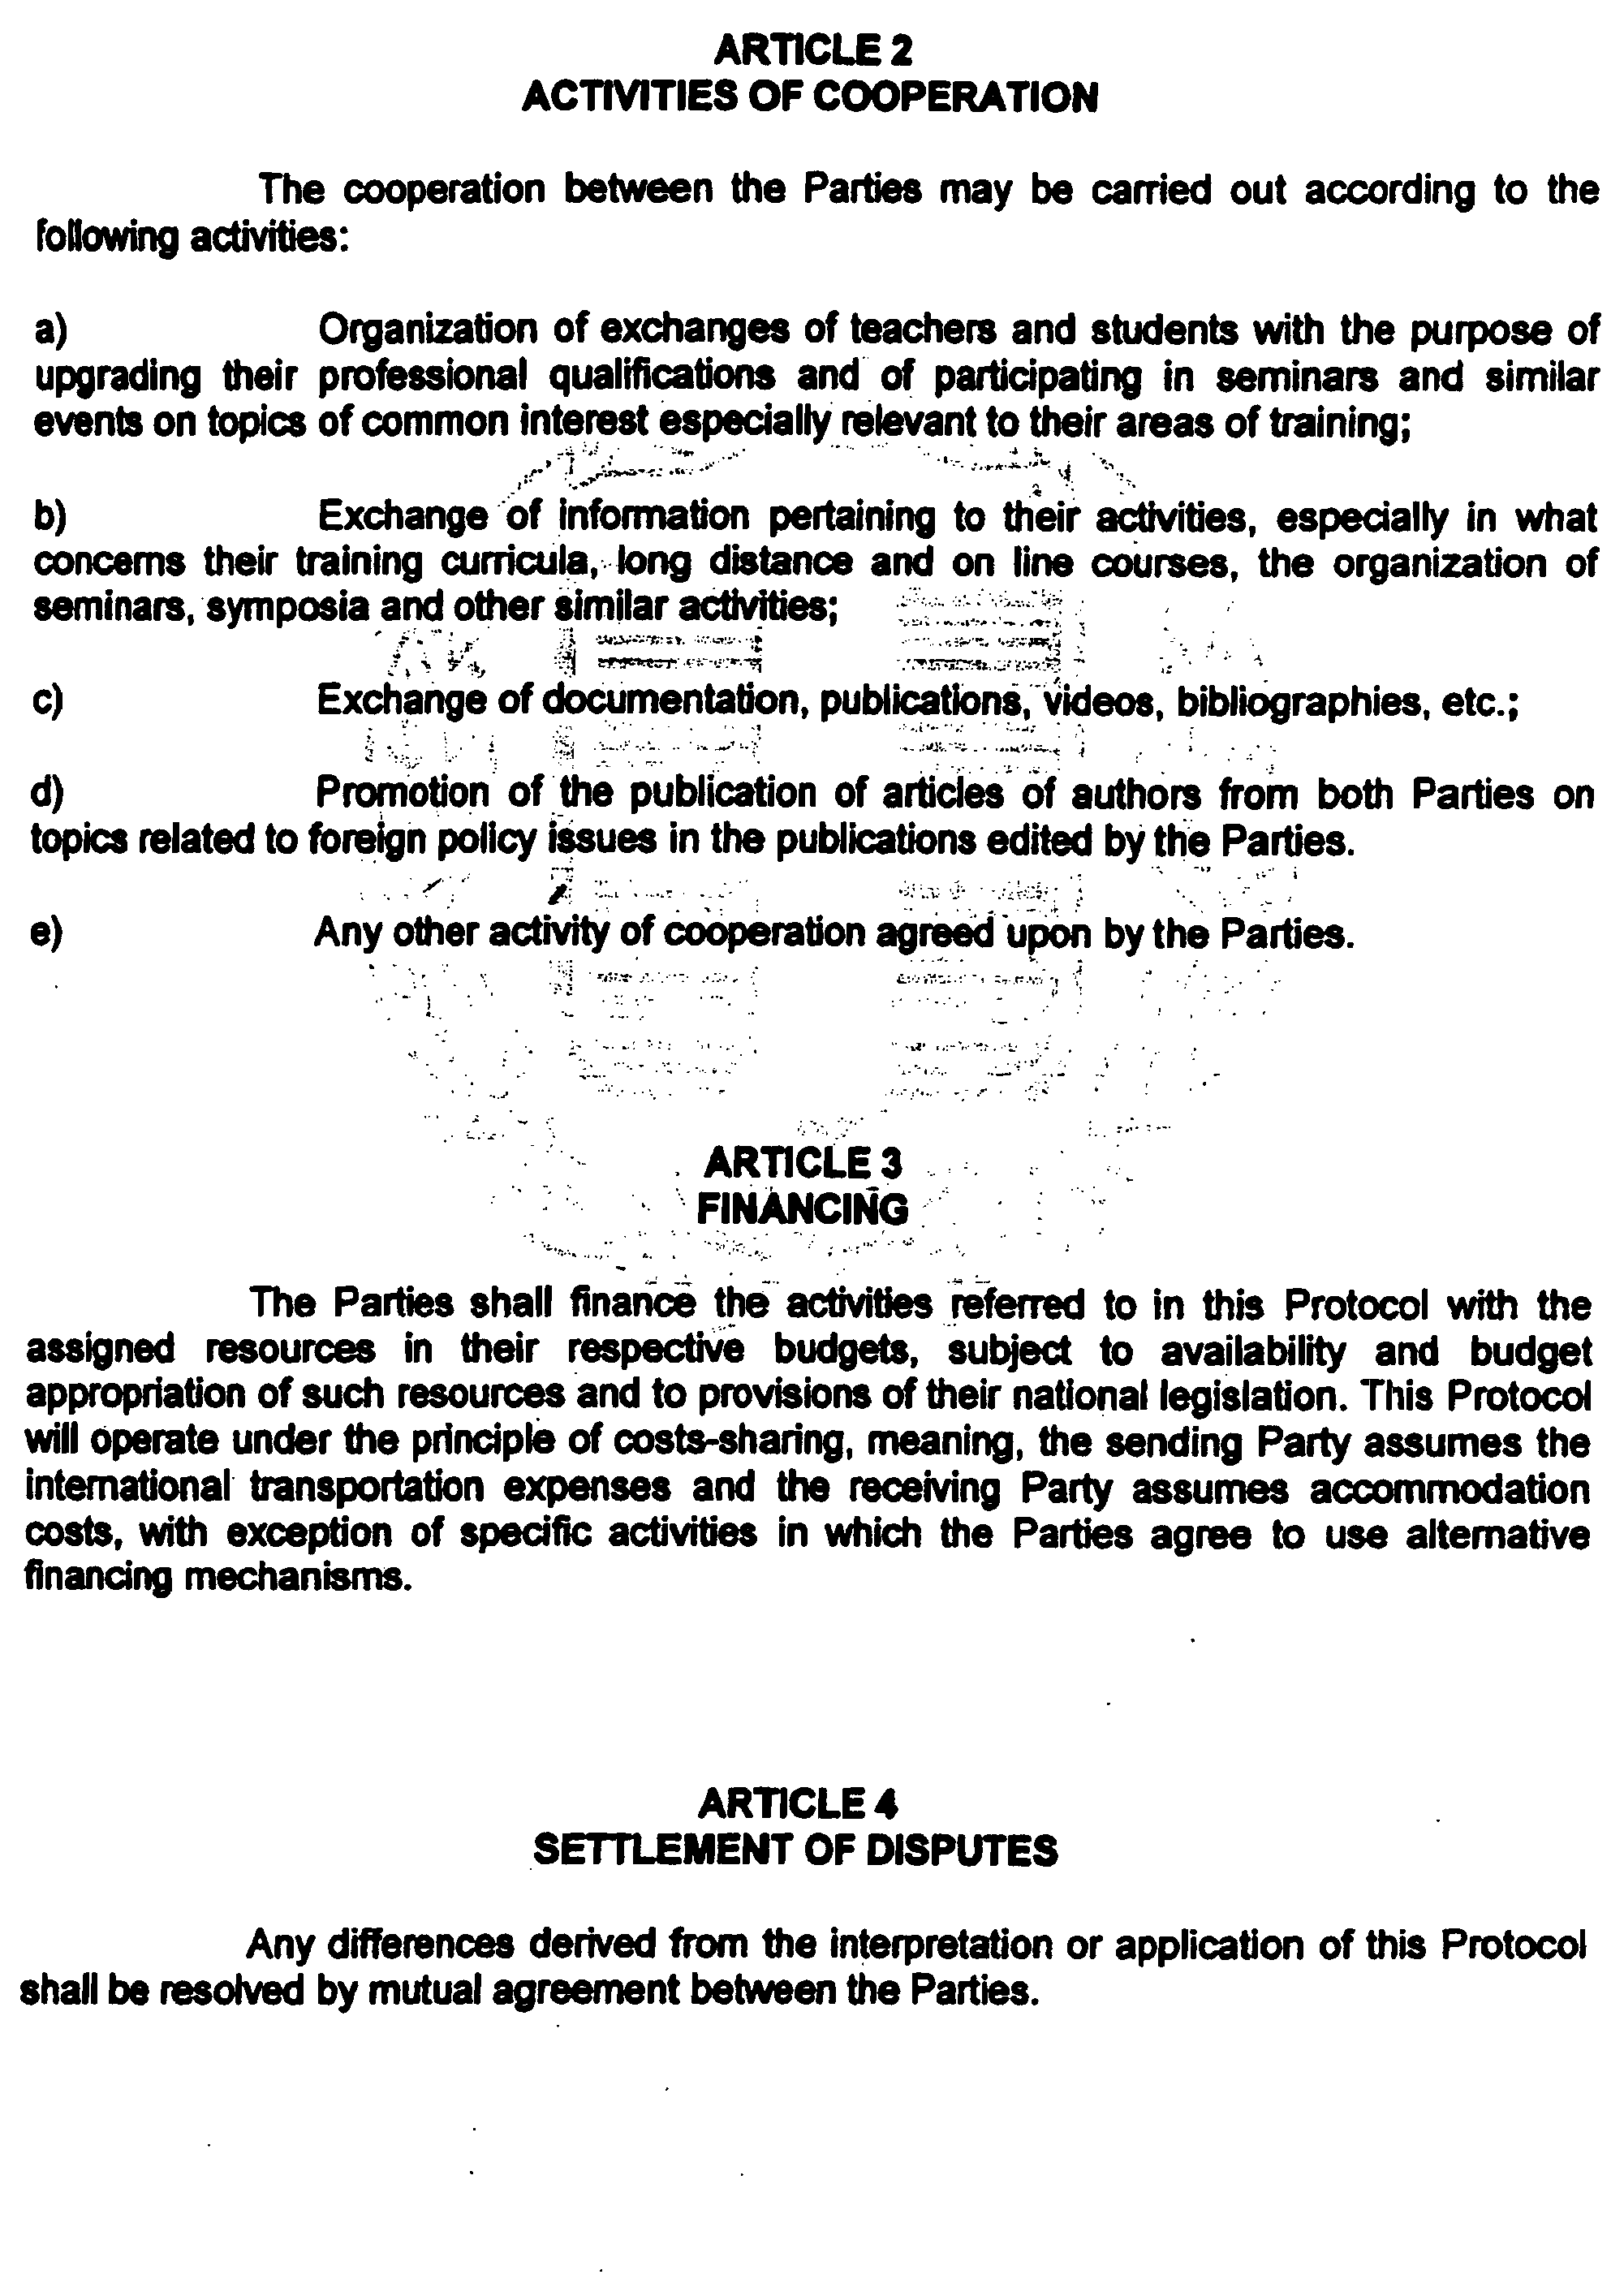 ARTICLE 2
ACTIVITIES OF COOPERATION
The cooperation between the Parties may be carried out according to the
following activities:
a) Organization of exchanges of teachers and students with the purpose of
upgrading their professional qualifications and of participating in seminars and similar
events on topics of common interest especially relevant to their areas of training;
b) Exchange of information pertaining to their activities, especially in what
concerns their training curricula, long distance and on line courses, the organization of
seminars, symposia and other similar activities;
c) Exchange of documentation, publications, videos, bibliographies, etc.;
d) Promotion of the publication of articles of authors from both Parties on
topics related to foreign policy issues in the publications edited by the Parties.
e) Any other activity of cooperation agreed upon by the Parties.
ARTICLE 3
FINANCING
The Parties shall finance the activities referred to in this Protocol with the
assigned resources in their respective budgets, subject to availability and budget
appropriation of such resources and to provisions of their national legislation. This Protocol
will operate under the principle of costs-sharing, meaning, the sending Party assumes the
international transportation expenses and the receiving Party assumes accommodation
costs, with exception of specific activities in which the Parties agree to use alternative
financing mechanisms.
ARTICLE 4
SETTLEMENT OF DISPUTES
Any differences derived from the interpretation or application of this Protocol
shall be resolved by mutual agreement between the Parties.